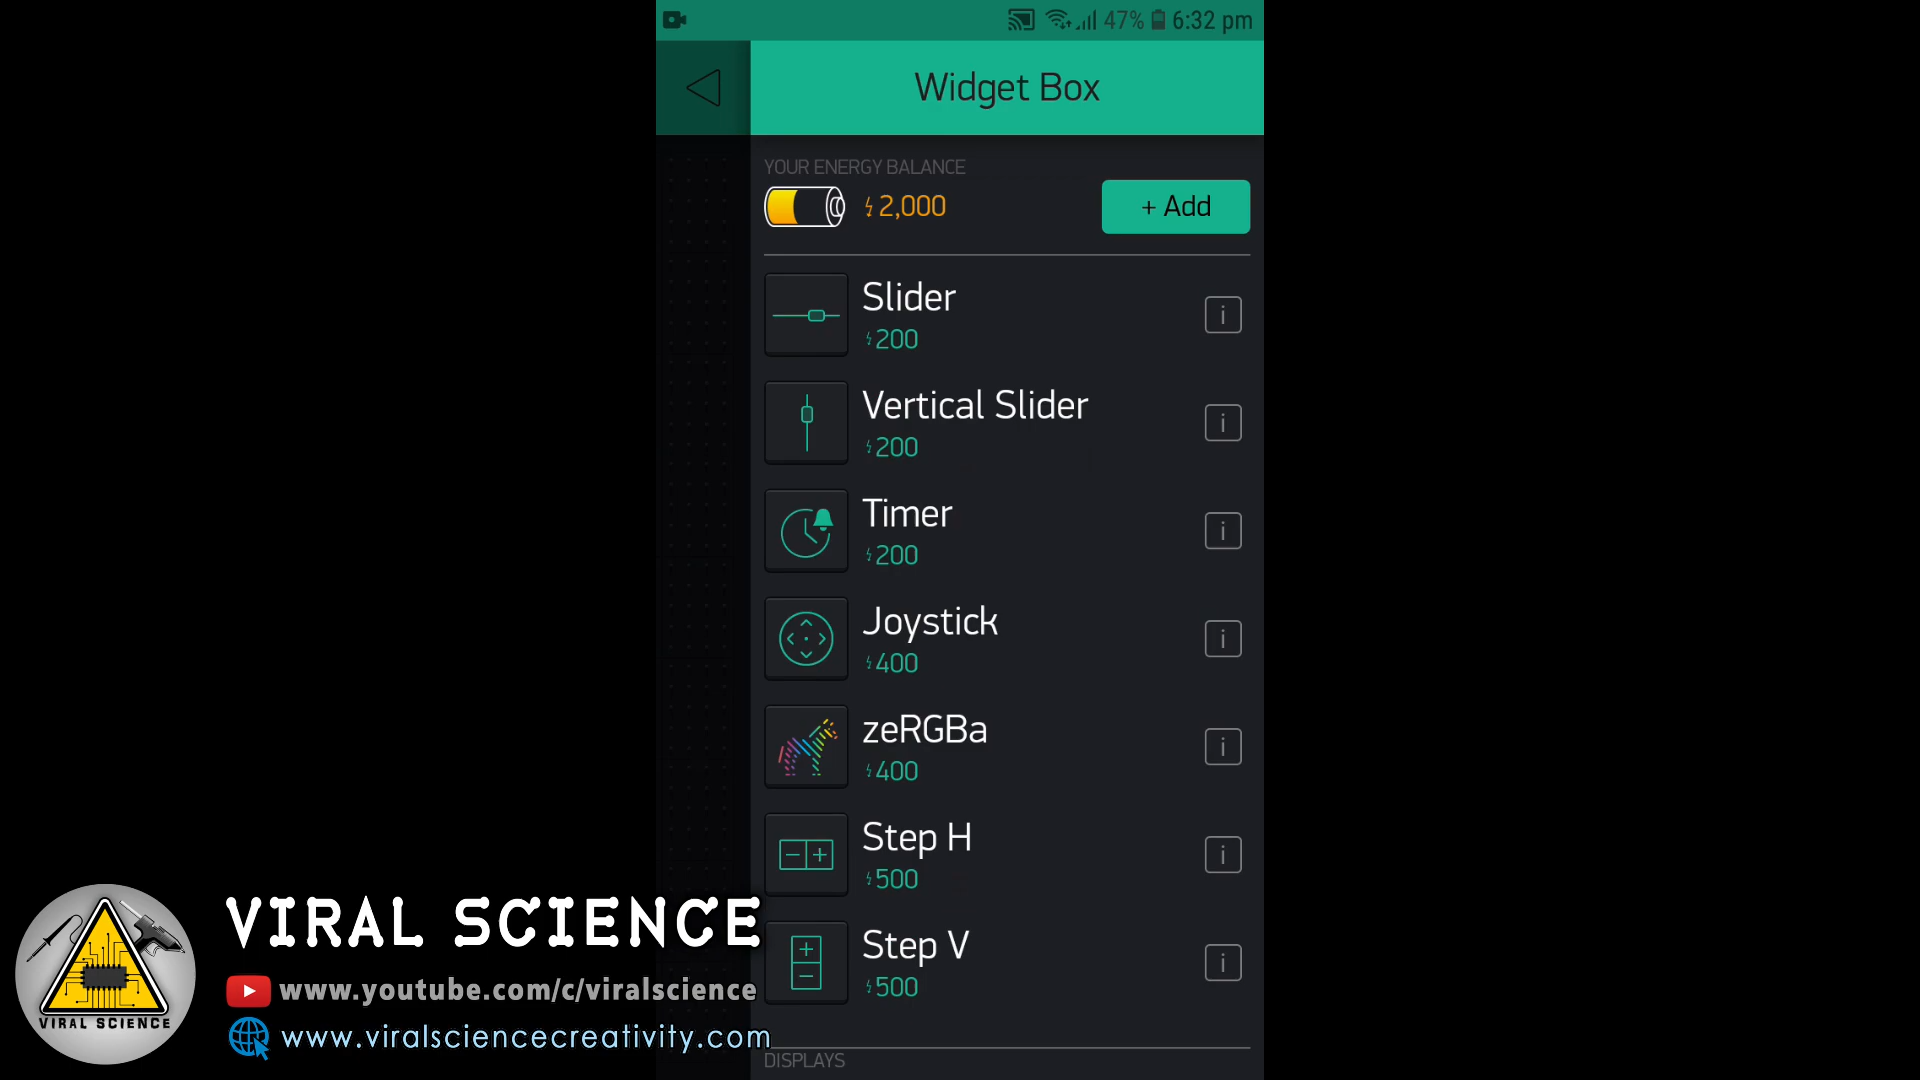 47% 6:32 pm
Widget Box
YOUR ENERGY BALANCE
2,000
+ Add
Slider
200
i
Vertical Slider
200
i
Timer
200
i
Joystick
400
i
zeRGBa
400
i
Step H
500
i
Step V
500
i
DISPLAYS
VIRAL SCIENCE
VIRAL SCIENCE
www.youtube.com/c/viralscience
www.viralsciencecreativity.com